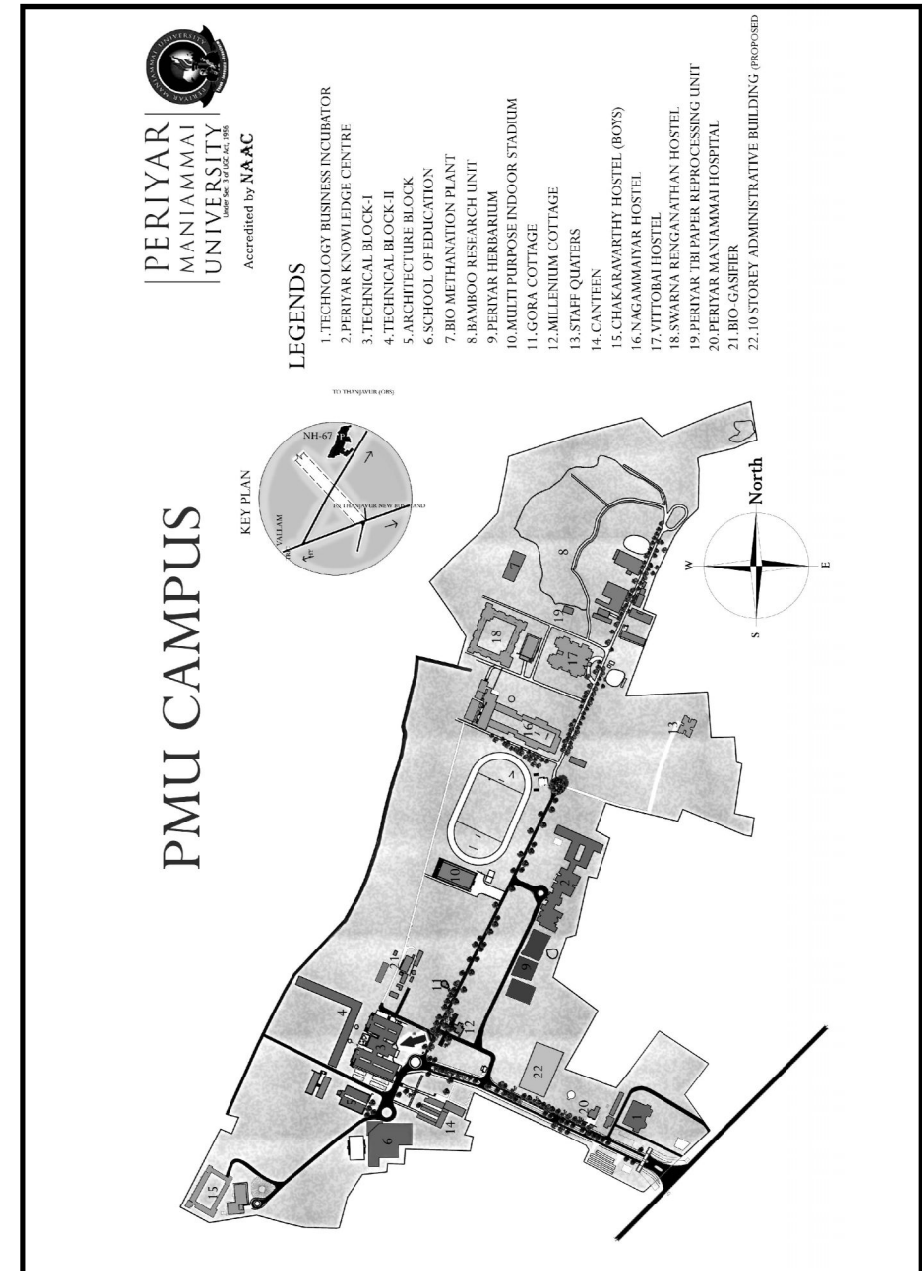 PMU CAMPUS
PERIYAR
MANIAMMAI
UNIVERSITY
Under Sec 3 of UGC Act, 1956
Accredited by NAAC
PERIYAR MANIAMMAI UNIVERSITY
KEY PLAN
VALLAM
NH-67
LEGENDS
1.TECHNOLOGY BUSINESS INCUBATOR
2.PERIYAR KNOWLEDGE CENTRE
3.TECHNICAL BLOCK-I
4.TECHNICAL BLOCK-II
5.ARCHITECTURE BLOCK
6.SCHOOL OF EDUCATION
7.BIO METHANATION PLANT
8.BAMBOO RESEARCH UNIT
9.PERIYAR HERBARIUM
10.MULTI PURPOSE INDOOR STADIUM
11.GORA COTTAGE
12.MILLENIUM COTTAGE
13.STAFF QUATERS
14.CANTEEN
15.CHAKARAVARTHY HOSTEL (BOYS)
16.NAGAMMAIYAR HOSTEL
17.VITTOBAI HOSTEL
18.SWARNA RENGANATHAN HOSTEL
19.PERIYAR TBI PAPER REPROCESSING UNIT
20.PERIYAR MANIAMMAI HOSPITAL
21.BIO-GASIFIER
22.10 STOREY ADMINISTRATIVE BUILDING (PROPOSED
15
6
5
4
3
14
21
11
12
22
20
1
10
9
2
16
18
17
19
7
8
13
W
S
E
North